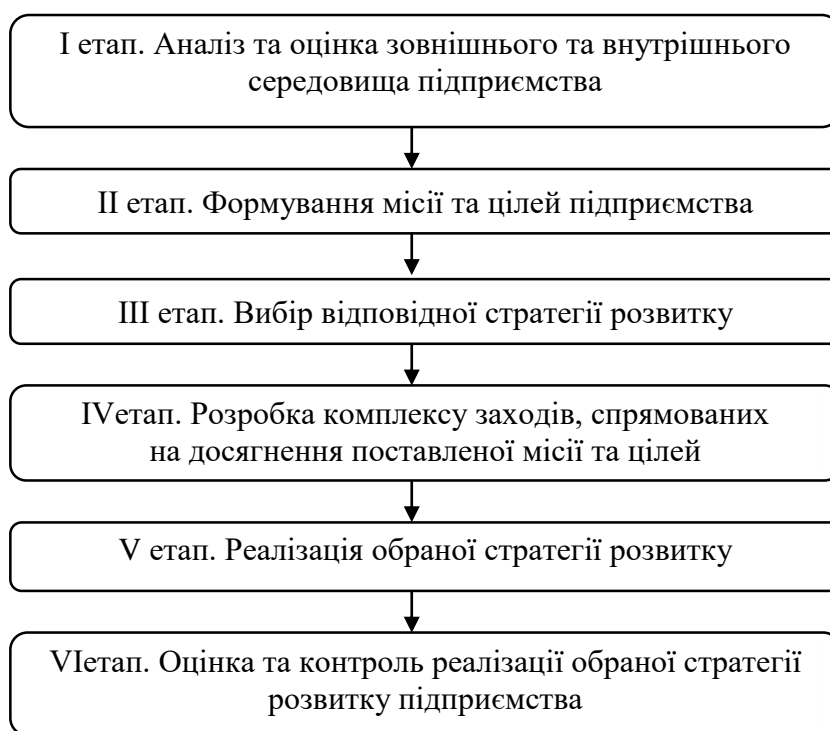 I етап. Аналіз та оцінка зовнішнього та внутрішнього
середовища підприємства
II етап. Формування місії та цілей підприємства
III етап. Вибір відповідної стратегії розвитку
IVетап. Розробка комплексу заходів, спрямованих
на досягнення поставленої місії та цілей
V етап. Реалізація обраної стратегії розвитку
VIетап. Оцінка та контроль реалізації обраної стратегії
розвитку підприємства